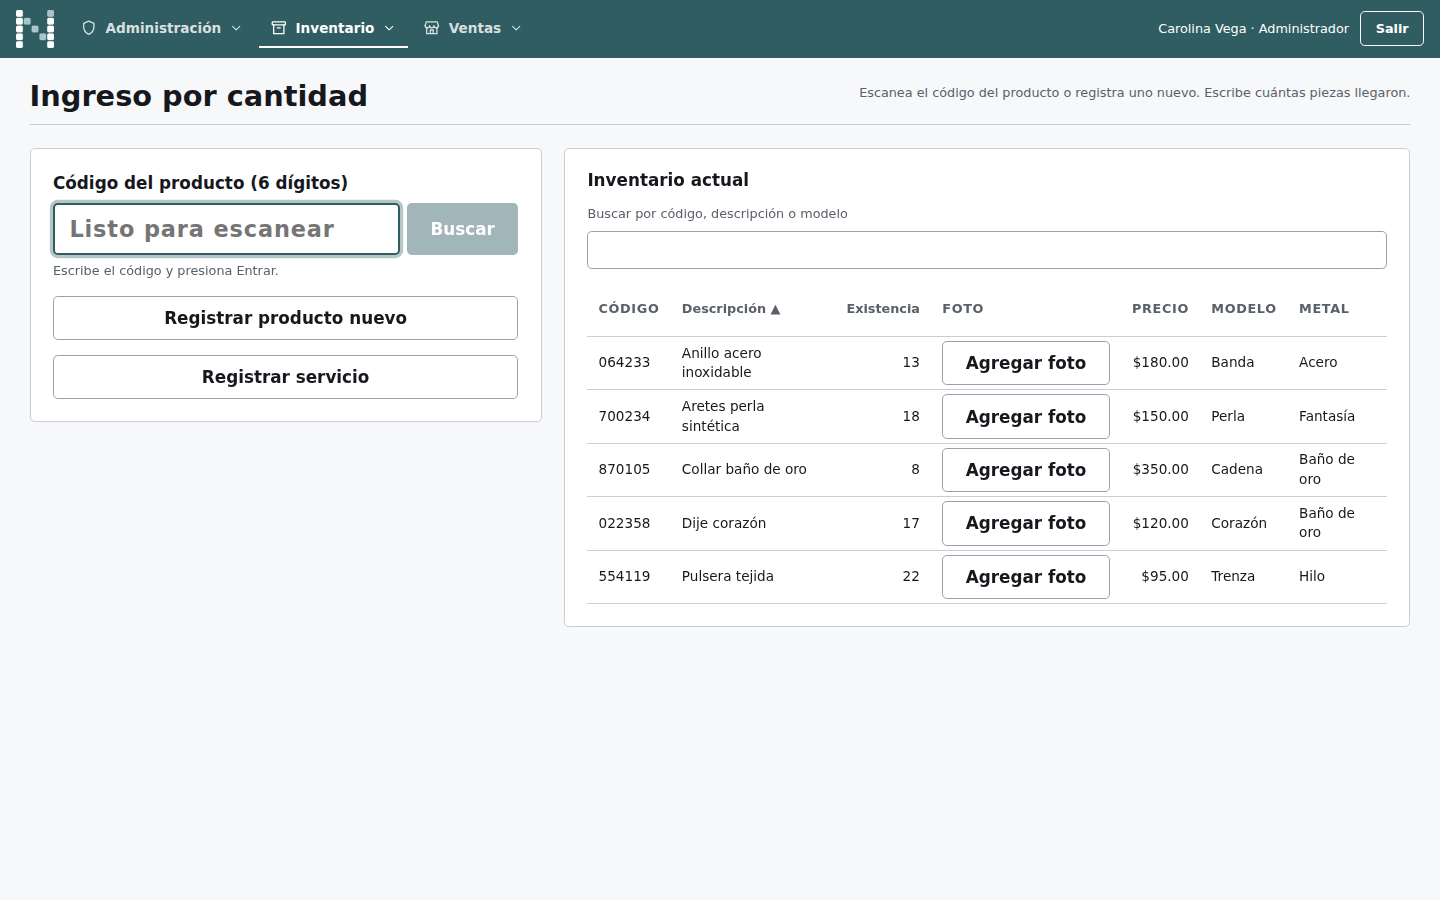 Administración
Inventario
Ventas
Carolina Vega · Administrador
Salir
Ingreso por cantidad
Escanea el código del producto o registra uno nuevo. Escribe cuántas piezas llegaron.
Código del producto (6 dígitos)
Listo para escanear
Buscar
Escribe el código y presiona Entrar.
Registrar producto nuevo
Registrar servicio
Inventario actual
Buscar por código, descripción o modelo
CÓDIGO Descripción ▲ Existencia FOTO PRECIO MODELO METAL
064233 Anillo acero inoxidable 13 Agregar foto $180.00 Banda Acero
700234 Aretes perla sintética 18 Agregar foto $150.00 Perla Fantasía
870105 Collar baño de oro 8 Agregar foto $350.00 Cadena Baño de oro
022358 Dije corazón 17 Agregar foto $120.00 Corazón Baño de oro
554119 Pulsera tejida 22 Agregar foto $95.00 Trenza Hilo